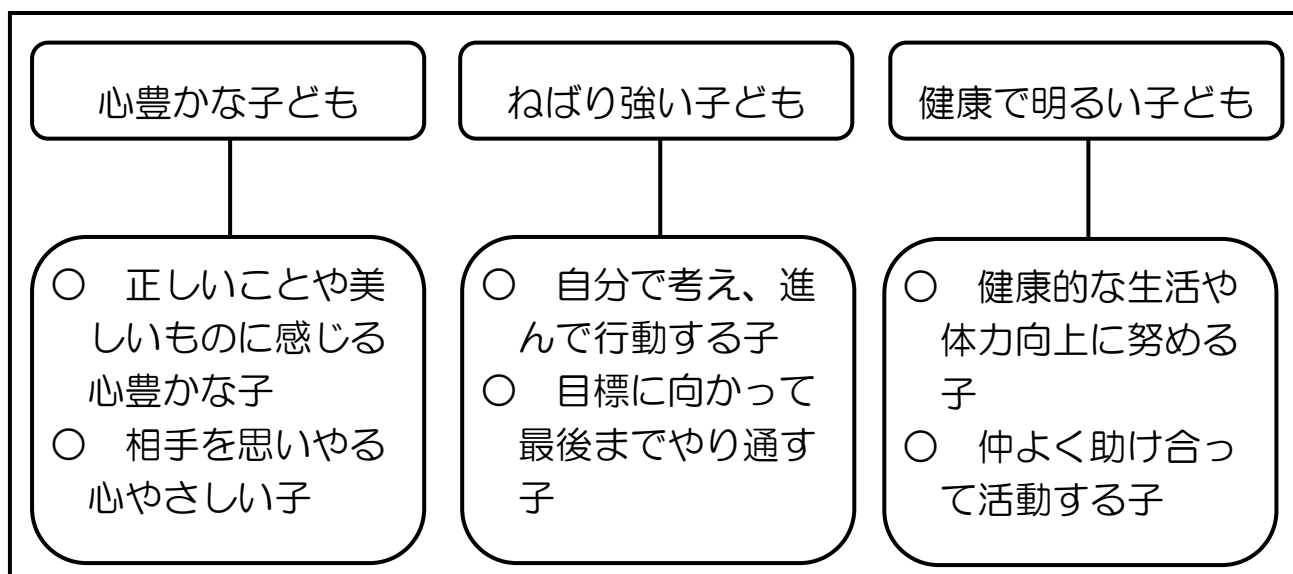 心豊かな子ども
ねばり強い子ども
健康で明るい子ども
○　正しいことや美
しいものに感じる
心豊かな子
○　相手を思いやる
心やさしい子
○　自分で考え、進
んで行動する子
○　目標に向かって
最後までやり通す
子
○　健康的な生活や
体力向上に努める
子
○　仲よく助け合っ
て活動する子